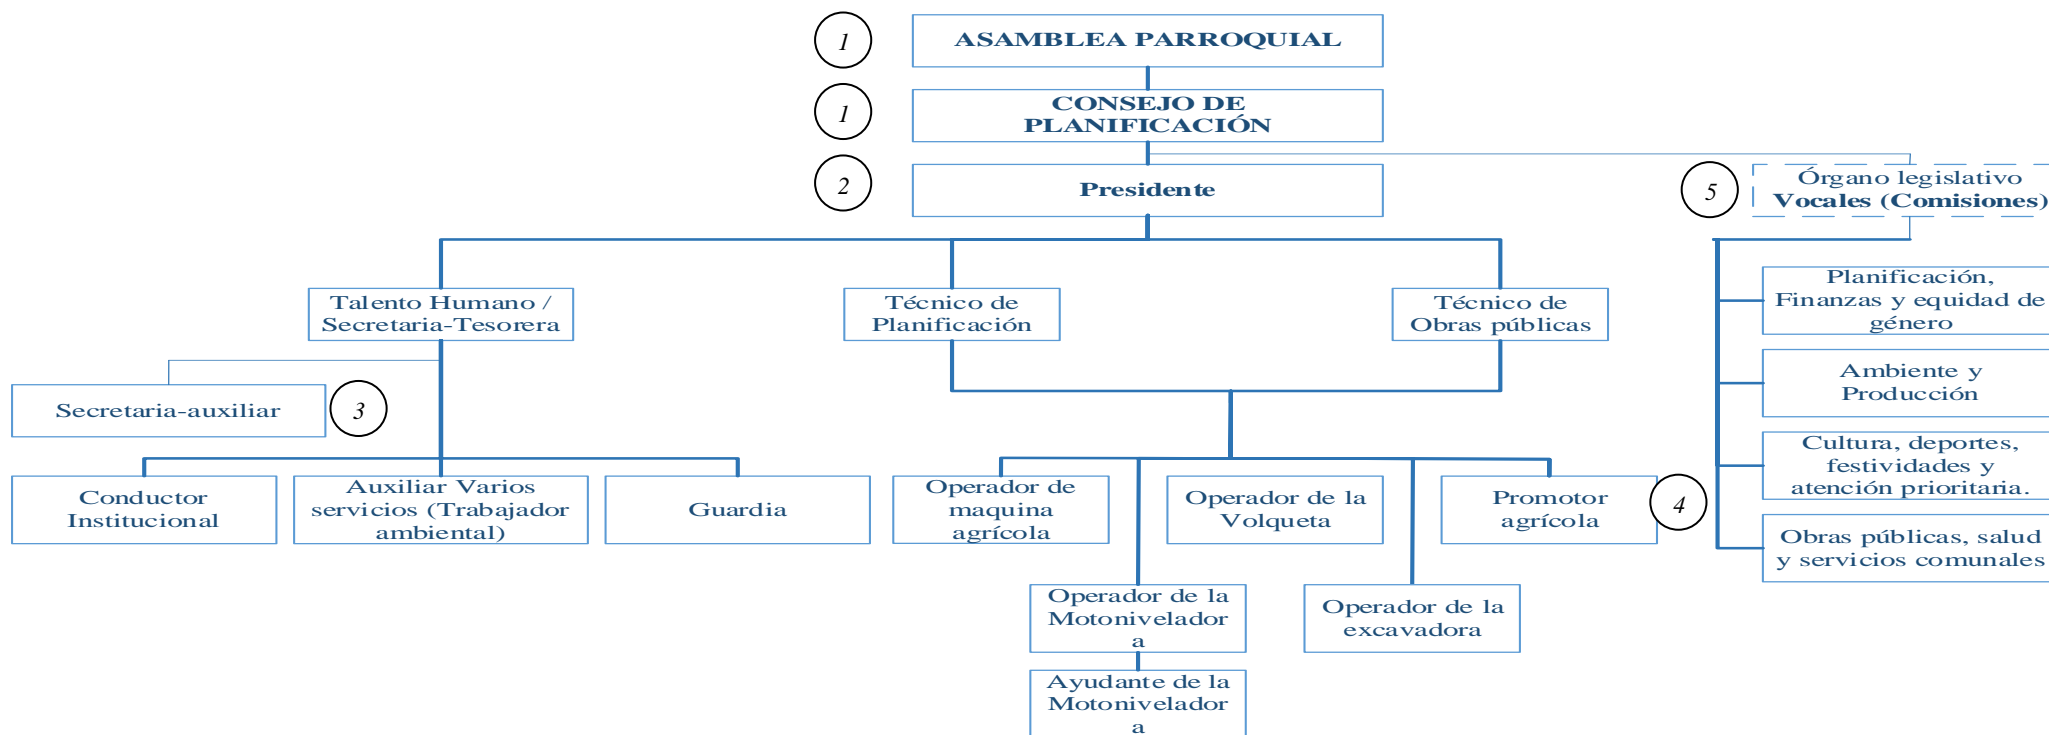 1
ASAMBLEA PARROQUIAL
1
CONSEJO DE
PLANIFICACIÓN
2
Presidente
5
Órgano legislativo
Vocales (Comisiones)
Talento Humano /
Secretaria-Tesorera
Técnico de
Planificación
Técnico de
Obras públicas
Planificación,
Finanzas y equidad de
género
Ambiente y
Producción
Cultura, deportes,
festividades y
atención prioritaria.
Obras públicas, salud
y servicios comunales
Secretaria-auxiliar
3
Conductor
Institucional
Auxiliar Varios
servicios (Trabajador
ambiental)
Guardia
Operador de
maquina
agrícola
Operador de la
Volqueta
Promotor
agrícola
4
Operador de la
Motonivelador
a
Operador de la
excavadora
Ayudante de la
Motonivelador
a